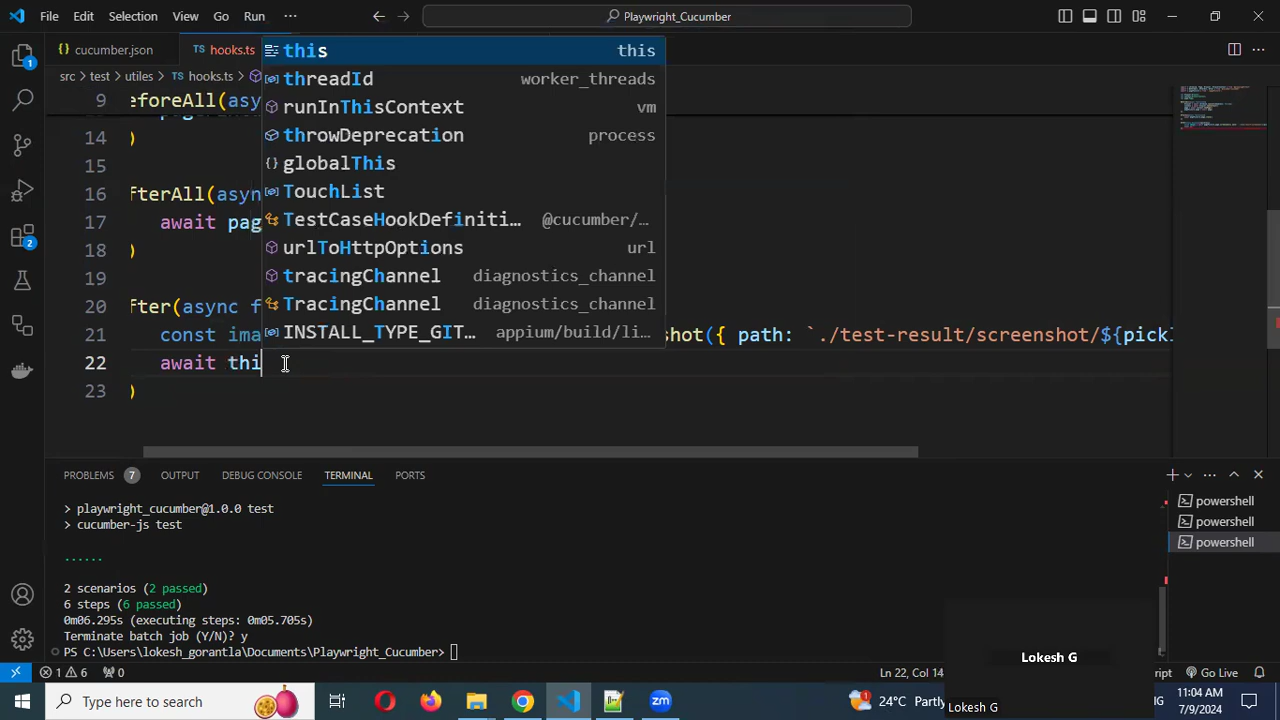 File Edit Selection View Go Run ··· Playwright_Cucumber
cucumber.json hooks.ts
src > test > utiles > hooks.ts >
9 eforeAll(asy
14 )
15
16 fterAll(asyn
17 await pag
18 )
19
20 fter(async f
21 const ima shot({ path: `./test-result/screenshot/${pickl
22 await thi
23 )
this this
threadId worker_threads
runInThisContext vm
throwDeprecation process
globalThis
TouchList
TestCaseHookDefiniti… @cucumber/…
urlToHttpOptions url
tracingChannel diagnostics_channel
TracingChannel diagnostics_channel
INSTALL_TYPE_GIT… appium/build/li…
PROBLEMS 7 OUTPUT DEBUG CONSOLE TERMINAL PORTS
> playwright_cucumber@1.0.0 test
> cucumber-js test
......
2 scenarios (2 passed)
6 steps (6 passed)
0m06.295s (executing steps: 0m05.705s)
Terminate batch job (Y/N)? y
PS C:\Users\lokesh_gorantla\Documents\Playwright_Cucumber>
powershell
powershell
powershell
1
2
Lokesh G
1 6 0 Ln 22, Col 14 Script Go Live
Type here to search
24°C Partly
Lokesh G
11:04 AM
7/9/2024